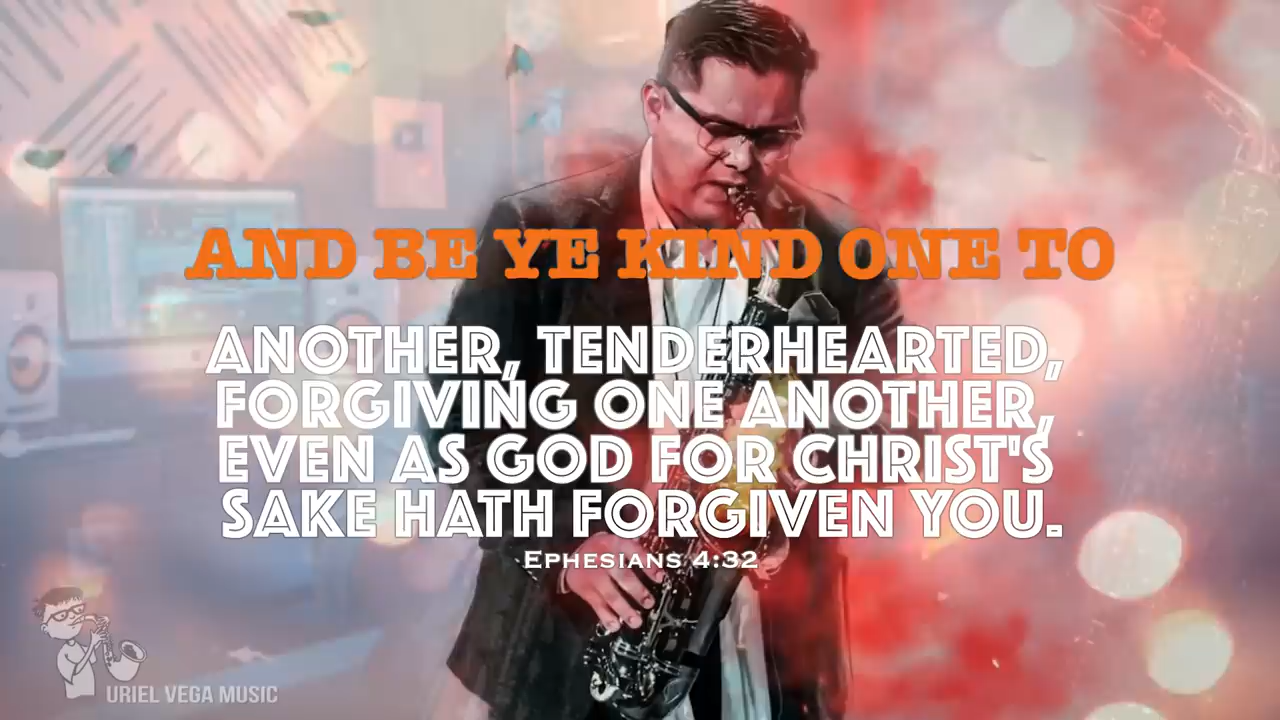 AND BE YE KIND ONE TO
ANOTHER, TENDERHEARTED,
FORGIVING ONE ANOTHER,
EVEN AS GOD FOR CHRIST'S
SAKE HATH FORGIVEN YOU.
EPHESIANS 4:32
URIEL VEGA MUSIC